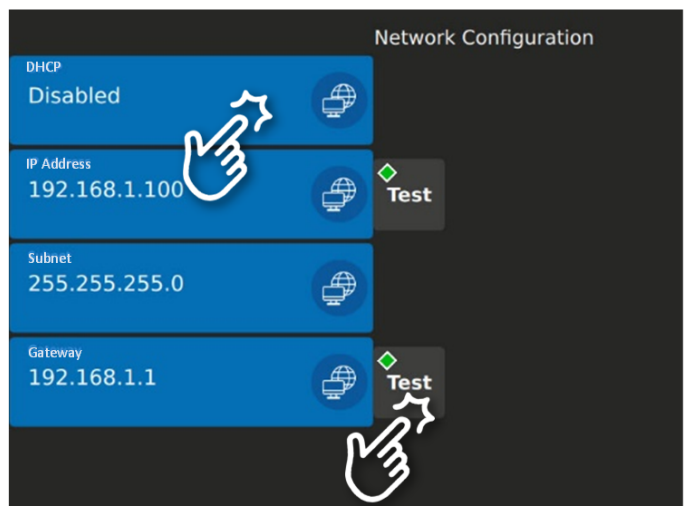 Network Configuration
DHCP
Disabled
IP Address
192.168.1.100
Test
Subnet
255.255.255.0
Gateway
192.168.1.1
Test